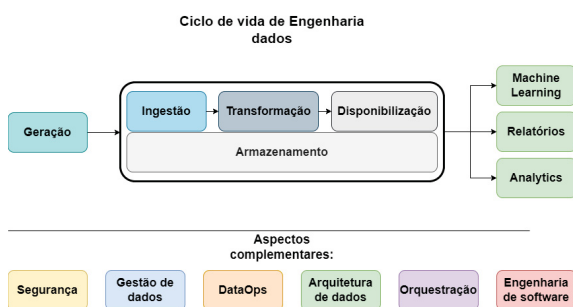 Ciclo de vida de Engenharia
dados
Ingestão
Transformação
Disponibilização
Armazenamento
Geração
Machine
Learning
Relatórios
Analytics
Aspectos
complementares:
Segurança
Gestão de
dados
DataOps
Arquitetura
de dados
Orquestração
Engenharia
de software